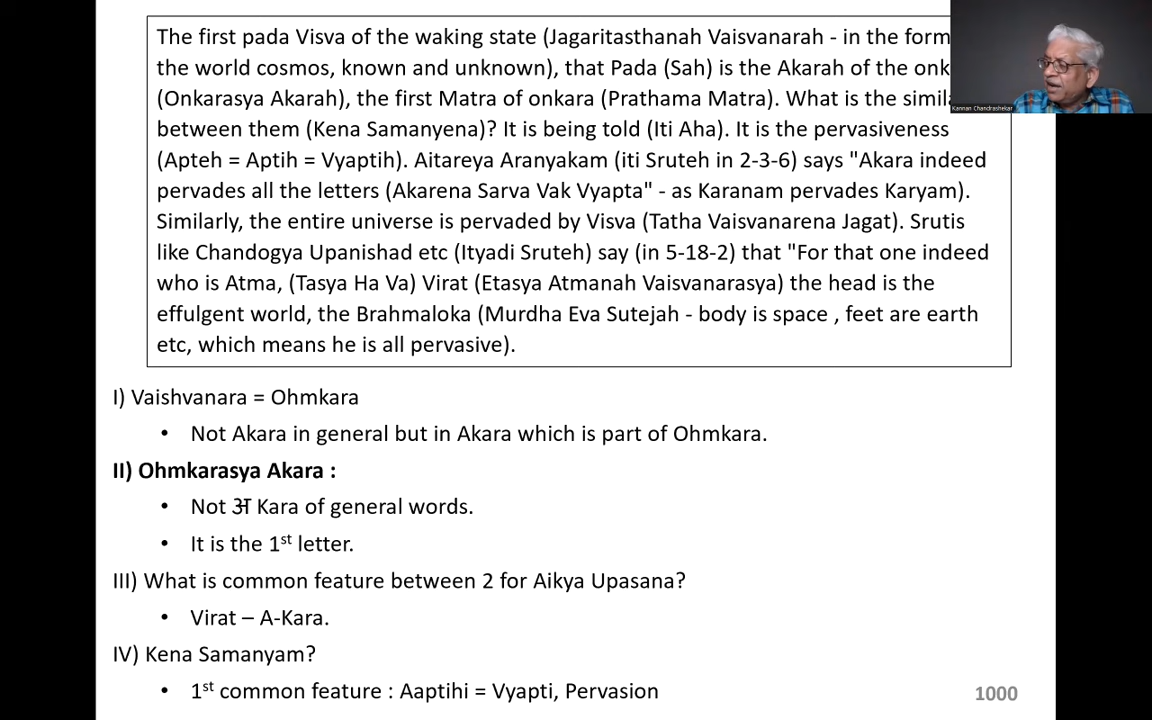 The first pada Visva of the waking state (Jagaritasthanah Vaisvanarah - in the form
the world cosmos, known and unknown), that Pada (Sah) is the Akarah of the onk
(Onkarasya Akarah), the first Matra of onkara (Prathama Matra). What is the simil
between them (Kena Samanyena)? It is being told (Iti Aha). It is the pervasiveness
(Apteh = Aptih = Vyaptih). Aitareya Aranyakam (iti Sruteh in 2-3-6) says "Akara indeed
pervades all the letters (Akarena Sarva Vak Vyapta" - as Karanam pervades Karyam).
Similarly, the entire universe is pervaded by Visva (Tatha Vaisvanarena Jagat). Srutis
like Chandogya Upanishad etc (Ityadi Sruteh) say (in 5-18-2) that "For that one indeed
who is Atma, (Tasya Ha Va) Virat (Etasya Atmanah Vaisvanarasya) the head is the
effulgent world, the Brahmaloka (Murdha Eva Sutejah - body is space , feet are earth
etc, which means he is all pervasive).
I) Vaishvanara = Ohmkara
• Not Akara in general but in Akara which is part of Ohmkara.
II) Ohmkarasya Akara :
• Not अ Kara of general words.
• It is the 1st letter.
III) What is common feature between 2 for Aikya Upasana?
• Virat – A-Kara.
IV) Kena Samanyam?
• 1st common feature : Aaptihi = Vyapti, Pervasion
1000
Kannan Chandrashekar